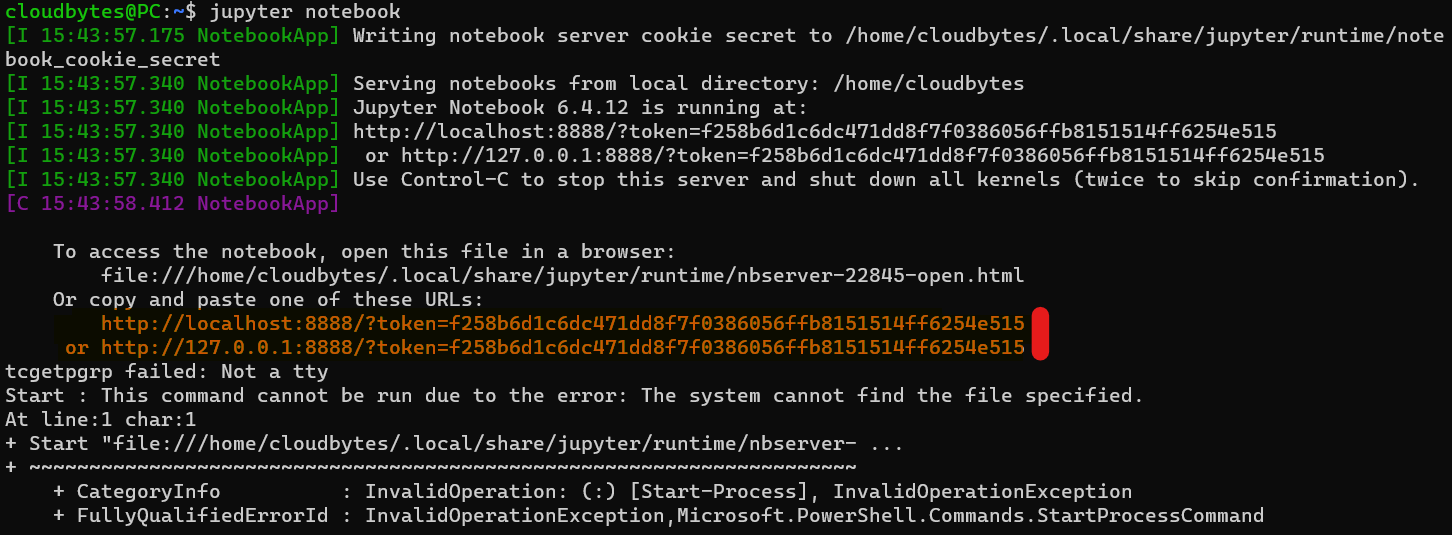 cloudbytes@PC:~$ jupyter notebook
[I 15:43:57.175 NotebookApp] Writing notebook server cookie secret to /home/cloudbytes/.local/share/jupyter/runtime/note
book_cookie_secret
[I 15:43:57.340 NotebookApp] Serving notebooks from local directory: /home/cloudbytes
[I 15:43:57.340 NotebookApp] Jupyter Notebook 6.4.12 is running at:
[I 15:43:57.340 NotebookApp] http://localhost:8888/?token=f258b6d1c6dc471dd8f7f0386056ffb8151514ff6254e515
[I 15:43:57.340 NotebookApp]  or http://127.0.0.1:8888/?token=f258b6d1c6dc471dd8f7f0386056ffb8151514ff6254e515
[I 15:43:57.340 NotebookApp] Use Control-C to stop this server and shut down all kernels (twice to skip confirmation).
[C 15:43:58.412 NotebookApp]
    To access the notebook, open this file in a browser:
        file:///home/cloudbytes/.local/share/jupyter/runtime/nbserver-22845-open.html
    Or copy and paste one of these URLs:
        http://localhost:8888/?token=f258b6d1c6dc471dd8f7f0386056ffb8151514ff6254e515
     or http://127.0.0.1:8888/?token=f258b6d1c6dc471dd8f7f0386056ffb8151514ff6254e515
tcgetpgrp failed: Not a tty
Start : This command cannot be run due to the error: The system cannot find the file specified.
At line:1 char:1
+ Start "file:///home/cloudbytes/.local/share/jupyter/runtime/nbserver- ...
+ ~~~~~~~~~~~~~~~~~~~~~~~~~~~~~~~~~~~~~~~~~~~~~~~~~~~~~~~~~~~~~~~~~~~~~
    + CategoryInfo          : InvalidOperation: (:) [Start-Process], InvalidOperationException
    + FullyQualifiedErrorId : InvalidOperationException,Microsoft.PowerShell.Commands.StartProcessCommand